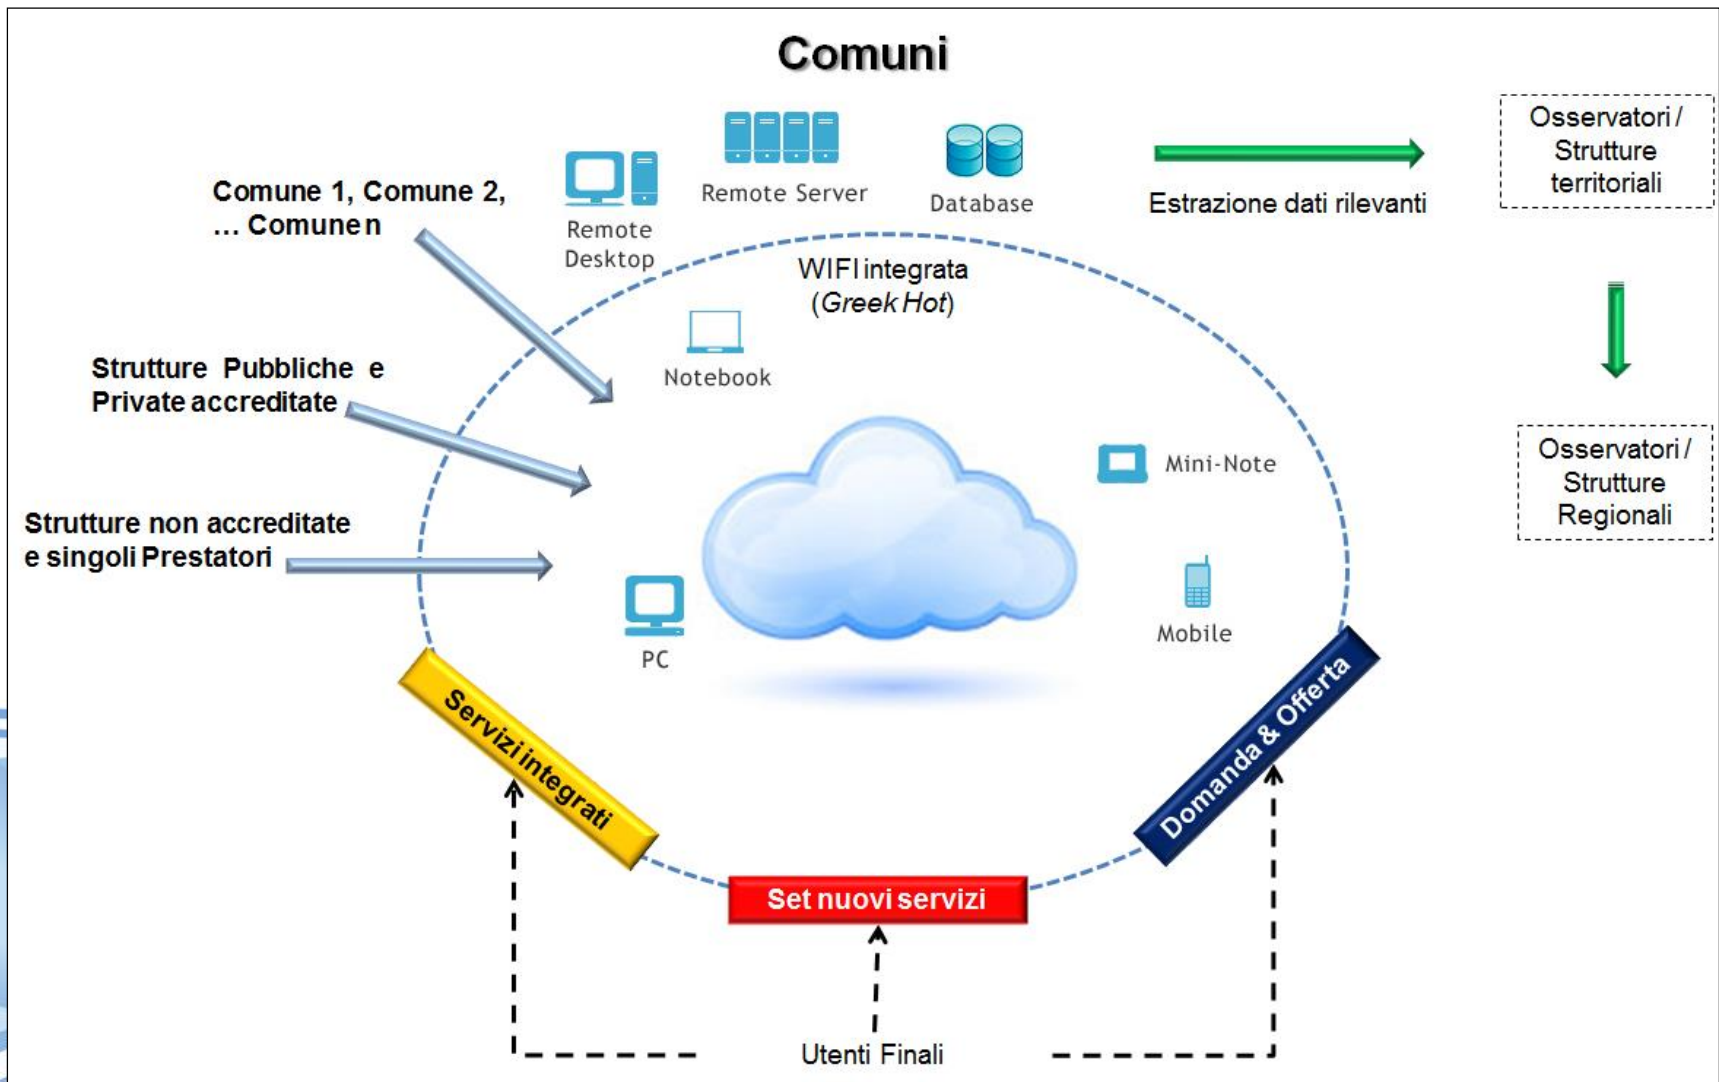 Comuni
Remote Server
Database
Remote
Desktop
Estrazione dati rilevanti
Osservatori /
Strutture
territoriali
Comune 1, Comune 2,
… Comune n
WIFI integrata
(Greek Hot)
Notebook
Strutture Pubbliche e
Private accreditate
Mini-Note
Osservatori /
Strutture
Regionali
Strutture non accreditate
e singoli Prestatori
PC
Mobile
Servizi integrati
Set nuovi servizi
Domanda & Offerta
Utenti Finali